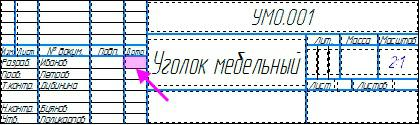 УМО.001
Лит. Масса Масштаб
Изм. Лист № докум. Подп. Дата
Разраб. Иванов
Уголок мебельный
2:1
Пров. Петров
Т.контр. Дубинина
Лист Листов
Н.контр. Буянов
Утв. Поликарпов